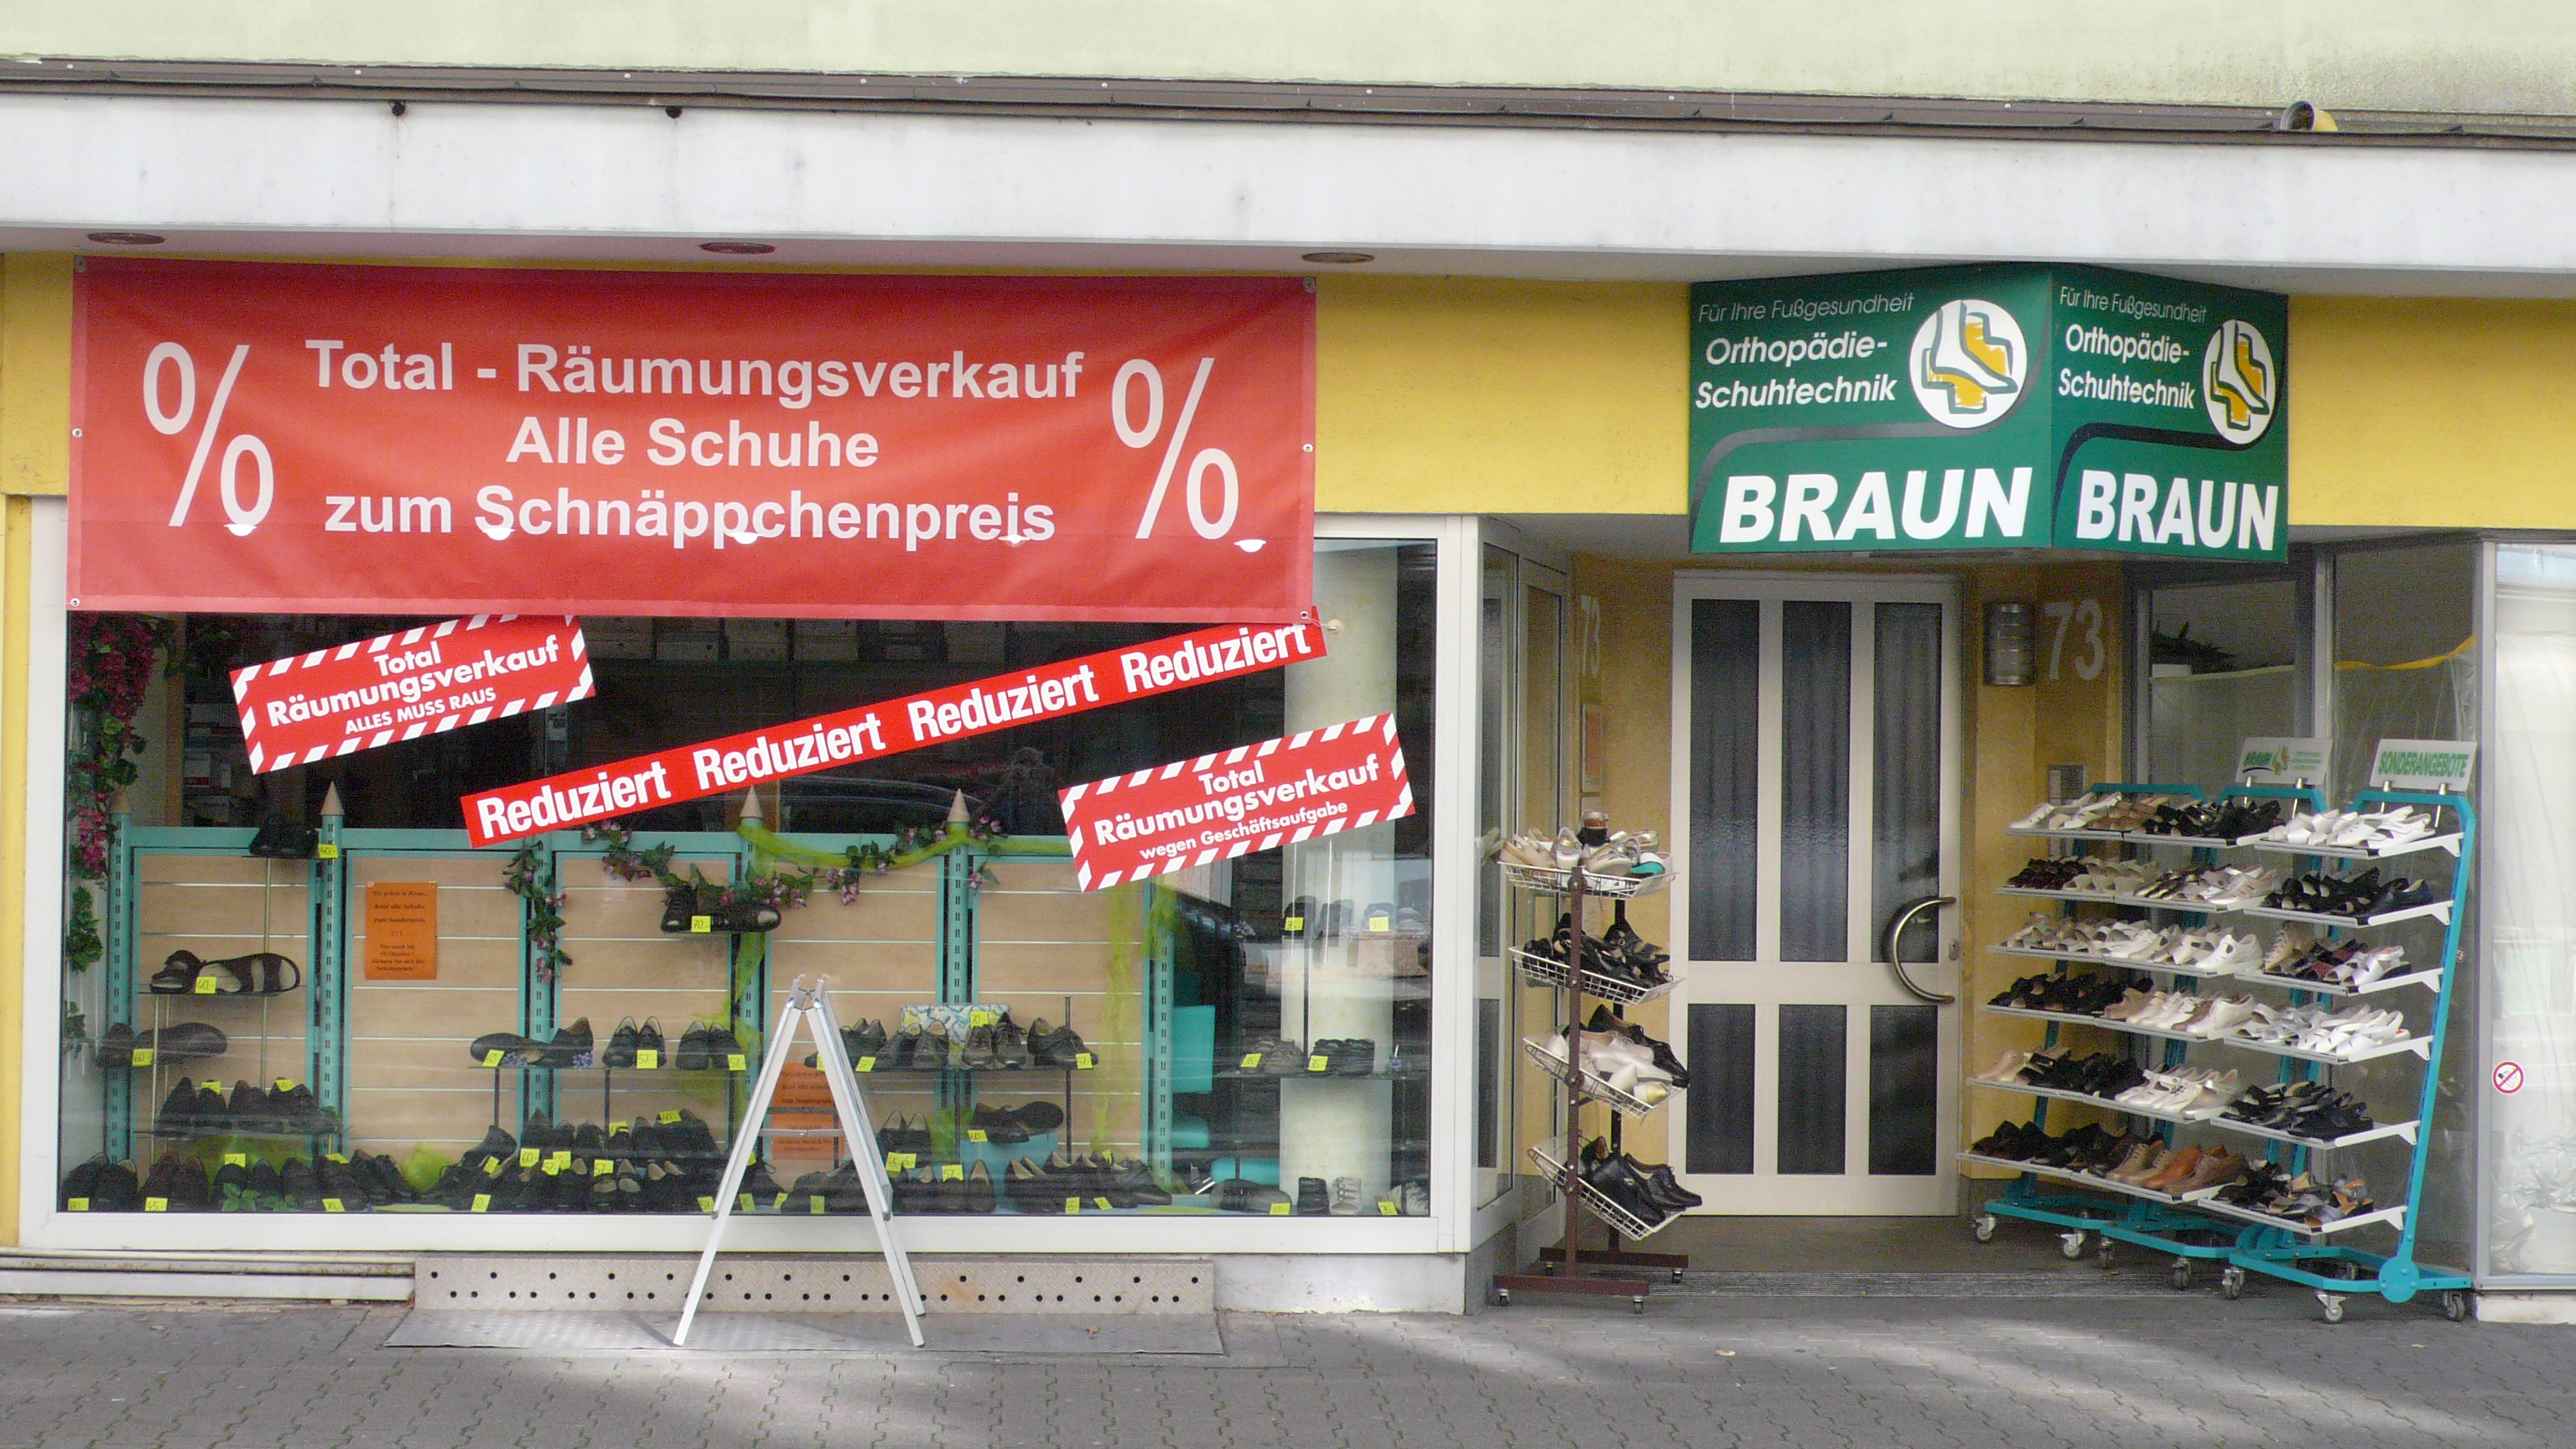 Total - Räumungsverkauf
Alle Schuhe
zum Schnäppchenpreis
%
%
Total
Räumungsverkauf
ALLES MUSS RAUS
Reduziert Reduziert Reduziert Reduziert
Total
Räumungsverkauf
wegen Geschäftsaufgabe
Für Ihre Fußgesundheit
Orthopädie-
Schuhtechnik
BRAUN
Für Ihre Fußgesundheit
Orthopädie-
Schuhtechnik
BRAUN
73
73
BRAUN
SONDERANGEBOTE